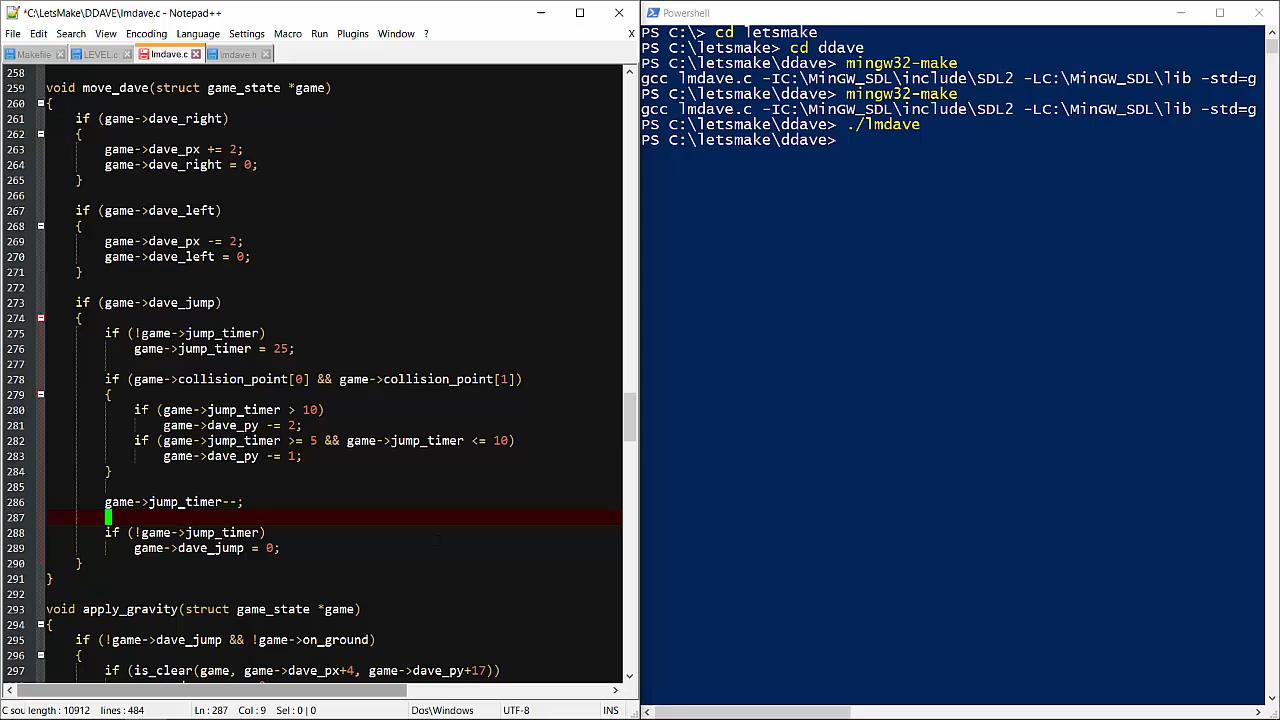 *C:\LetsMake\DDAVE\lmdave.c - Notepad++
File Edit Search View Encoding Language Settings Macro Run Plugins Window ? X
Makefile LEVEL.c lmdave.c lmdave.h
258
259 void move_dave(struct game_state *game)
260 {
261 if (game->dave_right)
262 {
263 game->dave_px += 2;
264 game->dave_right = 0;
265 }
266
267 if (game->dave_left)
268 {
269 game->dave_px -= 2;
270 game->dave_left = 0;
271 }
272
273 if (game->dave_jump)
274 {
275 if (!game->jump_timer)
276 game->jump_timer = 25;
277
278 if (game->collision_point[0] && game->collision_point[1])
279 {
280 if (game->jump_timer > 10)
281 game->dave_py -= 2;
282 if (game->jump_timer >= 5 && game->jump_timer <= 10)
283 game->dave_py -= 1;
284 }
285
286 game->jump_timer--;
287
288 if (!game->jump_timer)
289 game->dave_jump = 0;
290 }
291 }
292
293 void apply_gravity(struct game_state *game)
294 {
295 if (!game->dave_jump && !game->on_ground)
296 {
297 if (is_clear(game, game->dave_px+4, game->dave_py+17))
C sou length : 10912 lines : 484 Ln : 287 Col : 9 Sel : 0 | 0 Dos\Windows UTF-8 INS
Powershell
PS C:\> cd letsmake
PS C:\letsmake> cd ddave
PS C:\letsmake\ddave> mingw32-make
gcc lmdave.c -IC:\MinGW_SDL\include\SDL2 -LC:\MinGW_SDL\lib -std=g
PS C:\letsmake\ddave> mingw32-make
gcc lmdave.c -IC:\MinGW_SDL\include\SDL2 -LC:\MinGW_SDL\lib -std=g
PS C:\letsmake\ddave> ./lmdave
PS C:\letsmake\ddave>